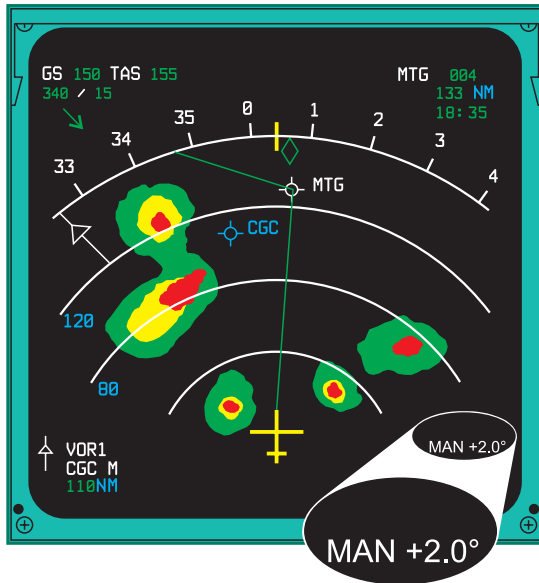 GS 150 TAS 155
340 / 15
MTG 004
133 NM
18:35
33 34 35 0 1 2 3 4
MTG
CGC
120
80
VOR1
CGC M
110NM
MAN +2.0°
MAN +2.0°